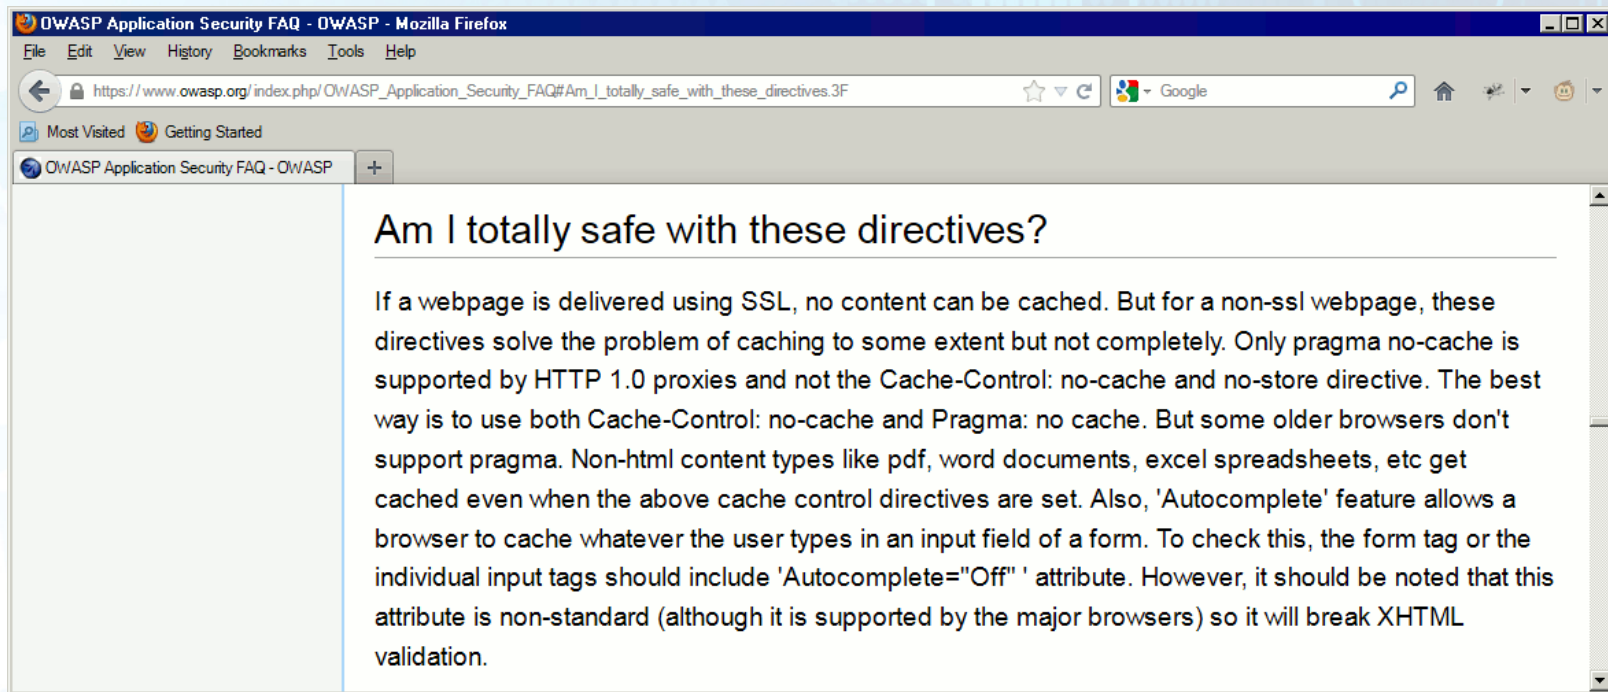 OWASP Application Security FAQ - OWASP - Mozilla Firefox
File Edit View History Bookmarks Tools Help
https://www.owasp.org/index.php/OWASP_Application_Security_FAQ#Am_I_totally_safe_with_these_directives.3F
Google
Most Visited Getting Started
OWASP Application Security FAQ - OWASP
Am I totally safe with these directives?
If a webpage is delivered using SSL, no content can be cached. But for a non-ssl webpage, these
directives solve the problem of caching to some extent but not completely. Only pragma no-cache is
supported by HTTP 1.0 proxies and not the Cache-Control: no-cache and no-store directive. The best
way is to use both Cache-Control: no-cache and Pragma: no cache. But some older browsers don't
support pragma. Non-html content types like pdf, word documents, excel spreadsheets, etc get
cached even when the above cache control directives are set. Also, 'Autocomplete' feature allows a
browser to cache whatever the user types in an input field of a form. To check this, the form tag or the
individual input tags should include 'Autocomplete="Off" ' attribute. However, it should be noted that this
attribute is non-standard (although it is supported by the major browsers) so it will break XHTML
validation.